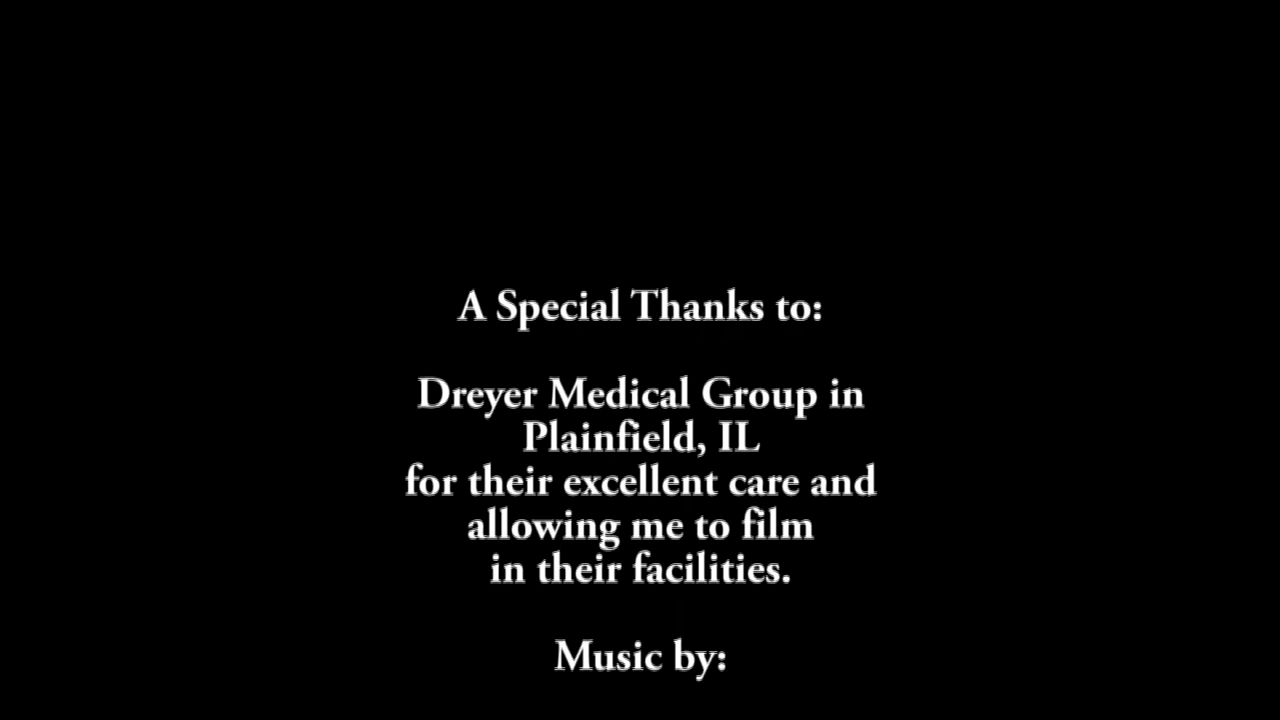 A Special Thanks to:
Dreyer Medical Group in
Plainfield, IL
for their excellent care and
allowing me to film
in their facilities.
Music by: